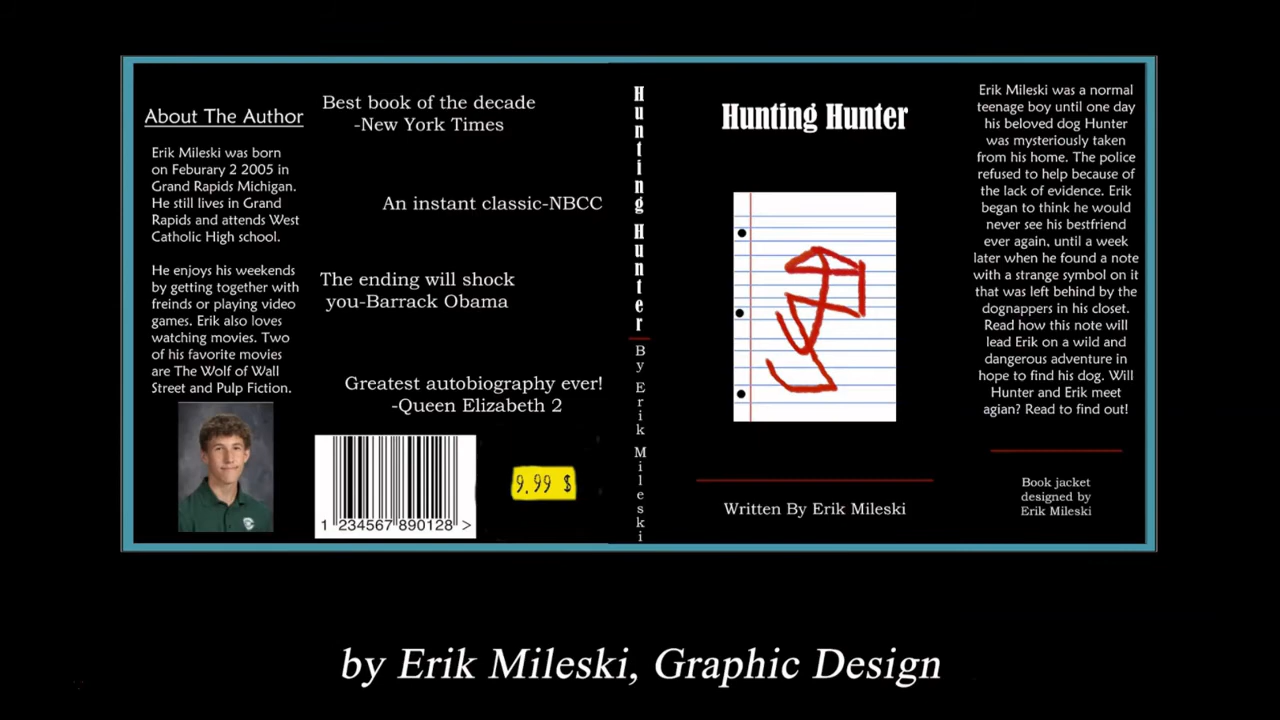 About The Author
Erik Mileski was born
on Feburary 2 2005 in
Grand Rapids Michigan.
He still lives in Grand
Rapids and attends West
Catholic High school.
He enjoys his weekends
by getting together with
freinds or playing video
games. Erik also loves
watching movies. Two
of his favorite movies
are The Wolf of Wall
Street and Pulp Fiction.
Best book of the decade
-New York Times
An instant classic-NBCC
The ending will shock
you-Barrack Obama
Greatest autobiography ever!
-Queen Elizabeth 2
1 234567 890128 >
9.99 $
Hunting Hunter By Erik Mileski
Hunting Hunter
Written By Erik Mileski
Erik Mileski was a normal
teenage boy until one day
his beloved dog Hunter
was mysteriously taken
from his home. The police
refused to help because of
the lack of evidence. Erik
began to think he would
never see his bestfriend
ever again, until a week
later when he found a note
with a strange symbol on it
that was left behind by the
dognappers in his closet.
Read how this note will
lead Erik on a wild and
dangerous adventure in
hope to find his dog. Will
Hunter and Erik meet
agian? Read to find out!
Book jacket
designed by
Erik Mileski
by Erik Mileski, Graphic Design